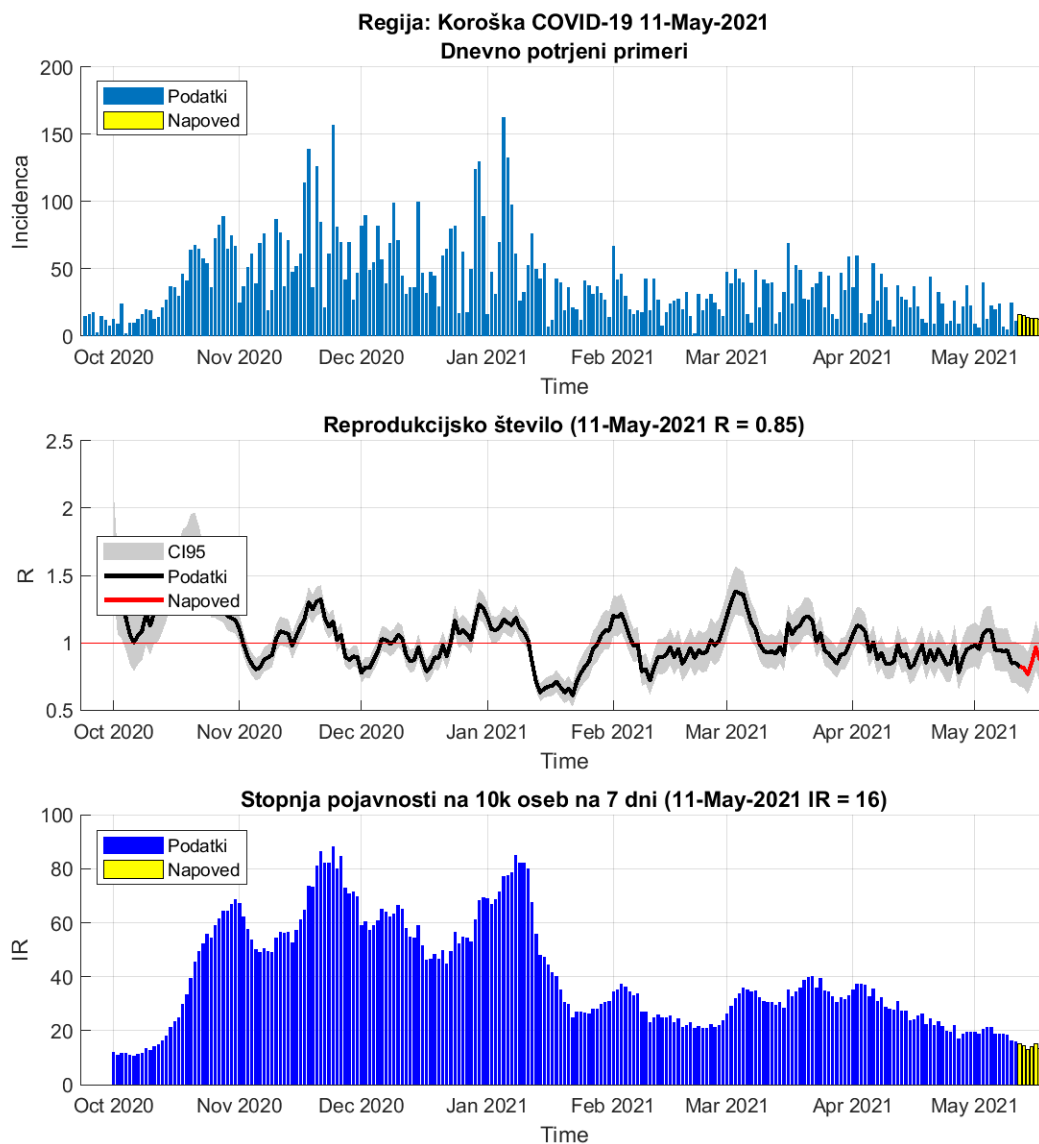 Regija: Koroška COVID-19 11-May-2021
Dnevno potrjeni primeri
200
150
100
50
0
Incidenca
Podatki
Napoved
Oct 2020 Nov 2020 Dec 2020 Jan 2021 Feb 2021 Mar 2021 Apr 2021 May 2021
Time
Reprodukcijsko število (11-May-2021 R = 0.85)
2.5
2
1.5
1
0.5
R
CI95
Podatki
Napoved
Oct 2020 Nov 2020 Dec 2020 Jan 2021 Feb 2021 Mar 2021 Apr 2021 May 2021
Time
Stopnja pojavnosti na 10k oseb na 7 dni (11-May-2021 IR = 16)
100
80
60
40
20
0
IR
Podatki
Napoved
Oct 2020 Nov 2020 Dec 2020 Jan 2021 Feb 2021 Mar 2021 Apr 2021 May 2021
Time